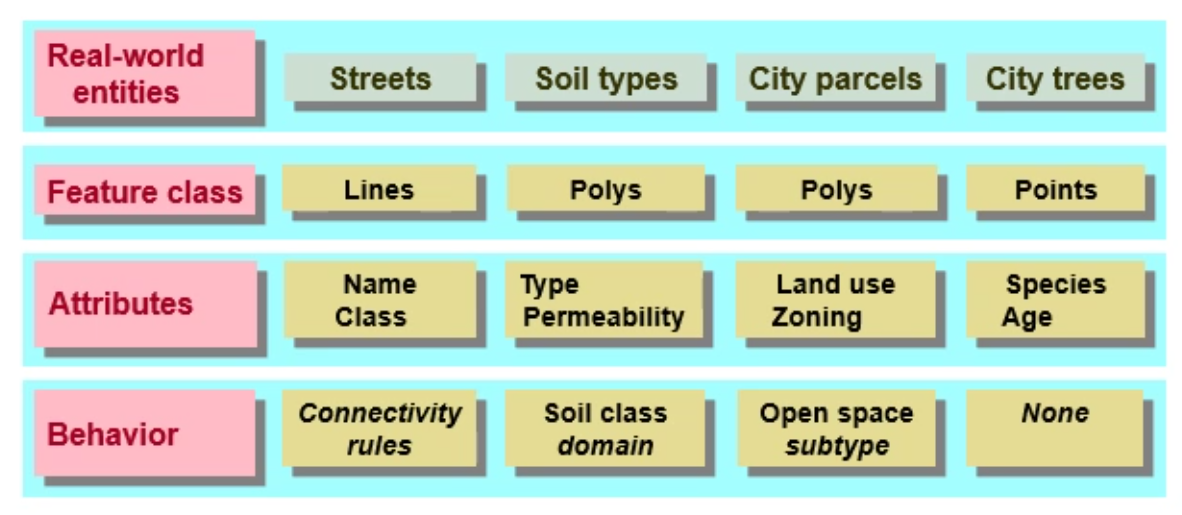 Real-world
entities
Streets
Soil types
City parcels
City trees
Feature class
Lines
Polys
Polys
Points
Attributes
Name
Class
Type
Permeability
Land use
Zoning
Species
Age
Behavior
Connectivity
rules
Soil class
domain
Open space
subtype
None